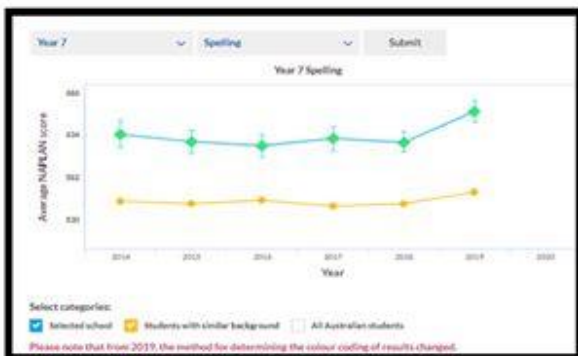 Year 7 Spelling Submit
Year 7 Spelling
Average NAPLAN score
634
2014 2015 2016 2017 2018 2019 2020
Year
Select categories:
Selected school Students with similar background All Australian students
Please note that from 2019, the method for determining the colour coding of results changed.